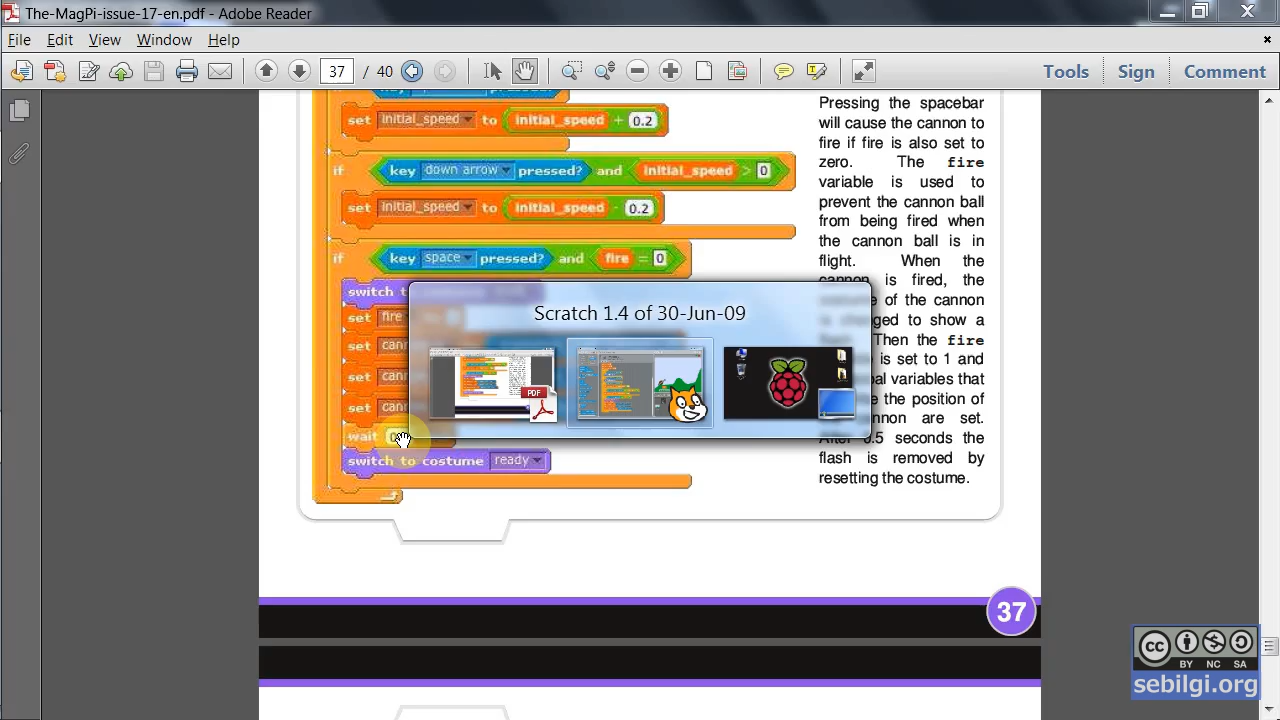 The-MagPi-issue-17-en.pdf - Adobe Reader
File Edit View Window Help
37 / 40
Tools Sign Comment
set initial_speed to initial_speed + 0.2
if key down arrow pressed? and initial_speed > 0
set initial_speed to initial_speed - 0.2
if key space pressed? and fire = 0
switch to
set fire
set
set
set
wait
switch to costume ready
Pressing the spacebar
will cause the cannon to
fire if fire is also set to
zero. The fire
variable is used to
prevent the cannon ball
from being fired when
the cannon ball is in
flight. When the
cannon is fired, the
of the cannon
to show a
Then the fire
is set to 1 and
variables that
the position of
are set.
seconds the
flash is removed by
resetting the costume.
Scratch 1.4 of 30-Jun-09
PDF
37
CC BY NC SA
sebilgi.org